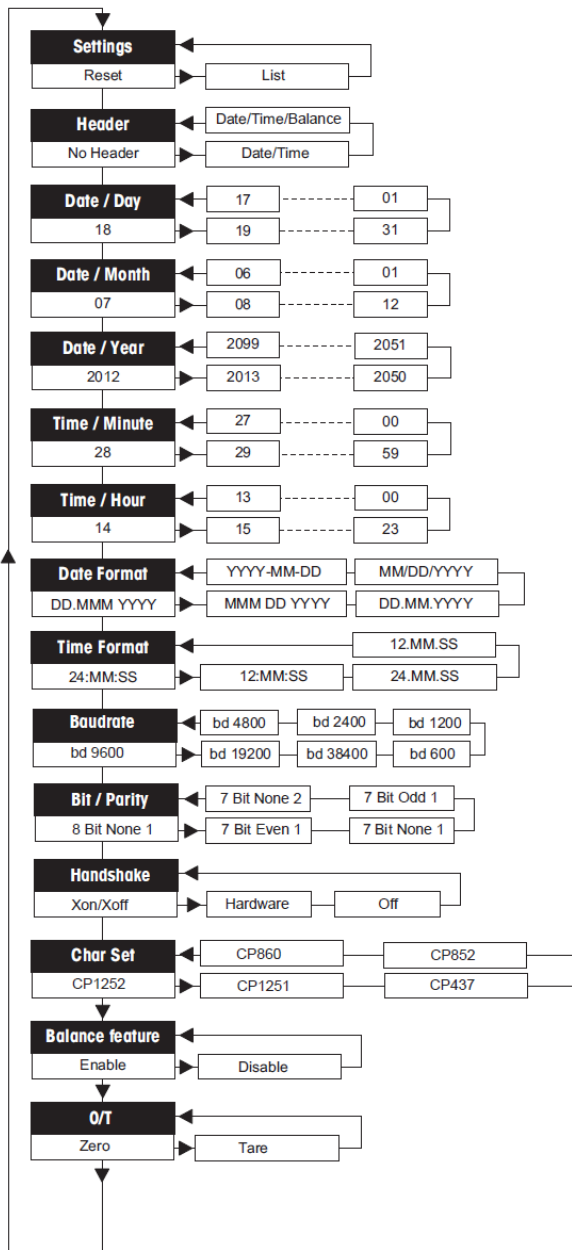 Settings
Reset
List
Header
Date/Time/Balance
No Header
Date/Time
Date / Day
17
01
18
19
31
Date / Month
06
01
07
08
12
Date / Year
2099
2051
2012
2013
2050
Time / Minute
27
00
28
29
59
Time / Hour
13
00
14
15
23
Date Format
YYYY-MM-DD
MM/DD/YYYY
DD.MMM YYYY
MMM DD YYYY
DD.MM.YYYY
Time Format
12.MM.SS
24:MM:SS
12:MM:SS
24.MM.SS
Baudrate
bd 4800
bd 2400
bd 1200
bd 9600
bd 19200
bd 38400
bd 600
Bit / Parity
7 Bit None 2
7 Bit Odd 1
8 Bit None 1
7 Bit Even 1
7 Bit None 1
Handshake
Xon/Xoff
Hardware
Off
Char Set
CP860
CP852
CP1252
CP1251
CP437
Balance feature
Enable
Disable
O/T
Zero
Tare